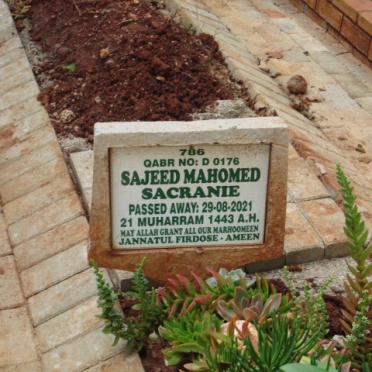 786
QABR NO: D 0176
SAJEED MAHOMED
SACRANIE
PASSED AWAY: 29-08-2021
21 MUHARRAM 1443 A.H.
MAY ALLAH GRANT ALL OUR MARHOOMEEN
JANNATUL FIRDOSE - AMEEN